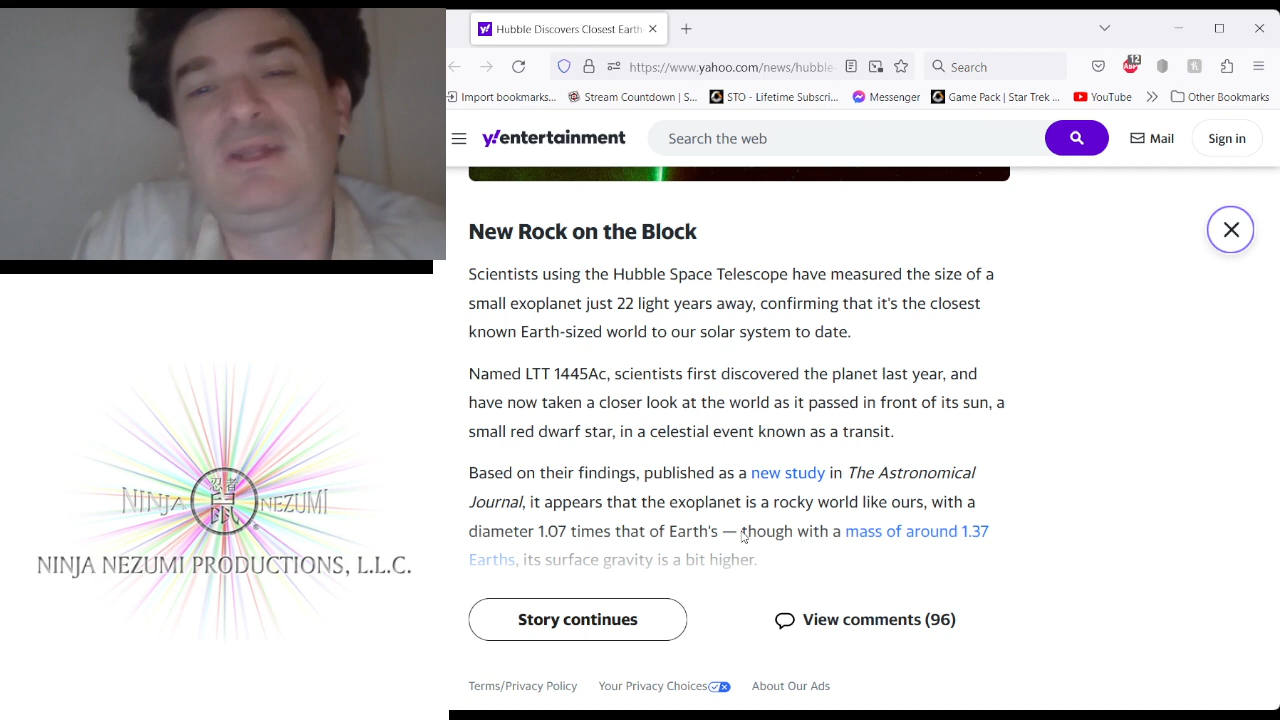 Hubble Discovers Closest Earth
https://www.yahoo.com/news/hubble-
Search
12
Import bookmarks...
Stream Countdown | S...
STO - Lifetime Subscri...
Messenger
Game Pack | Star Trek ...
YouTube
Other Bookmarks
y!entertainment
Search the web
Mail
Sign in
New Rock on the Block
Scientists using the Hubble Space Telescope have measured the size of a
small exoplanet just 22 light years away, confirming that it's the closest
known Earth-sized world to our solar system to date.
Named LTT 1445Ac, scientists first discovered the planet last year, and
have now taken a closer look at the world as it passed in front of its sun, a
small red dwarf star, in a celestial event known as a transit.
Based on their findings, published as a new study in The Astronomical
Journal, it appears that the exoplanet is a rocky world like ours, with a
diameter 1.07 times that of Earth's — though with a mass of around 1.37
Earths, its surface gravity is a bit higher.
Story continues
View comments (96)
Terms/Privacy Policy
Your Privacy Choices
About Our Ads
忍者
NINJA 鼠 NEZUMI
NINJA NEZUMI PRODUCTIONS, L.L.C.